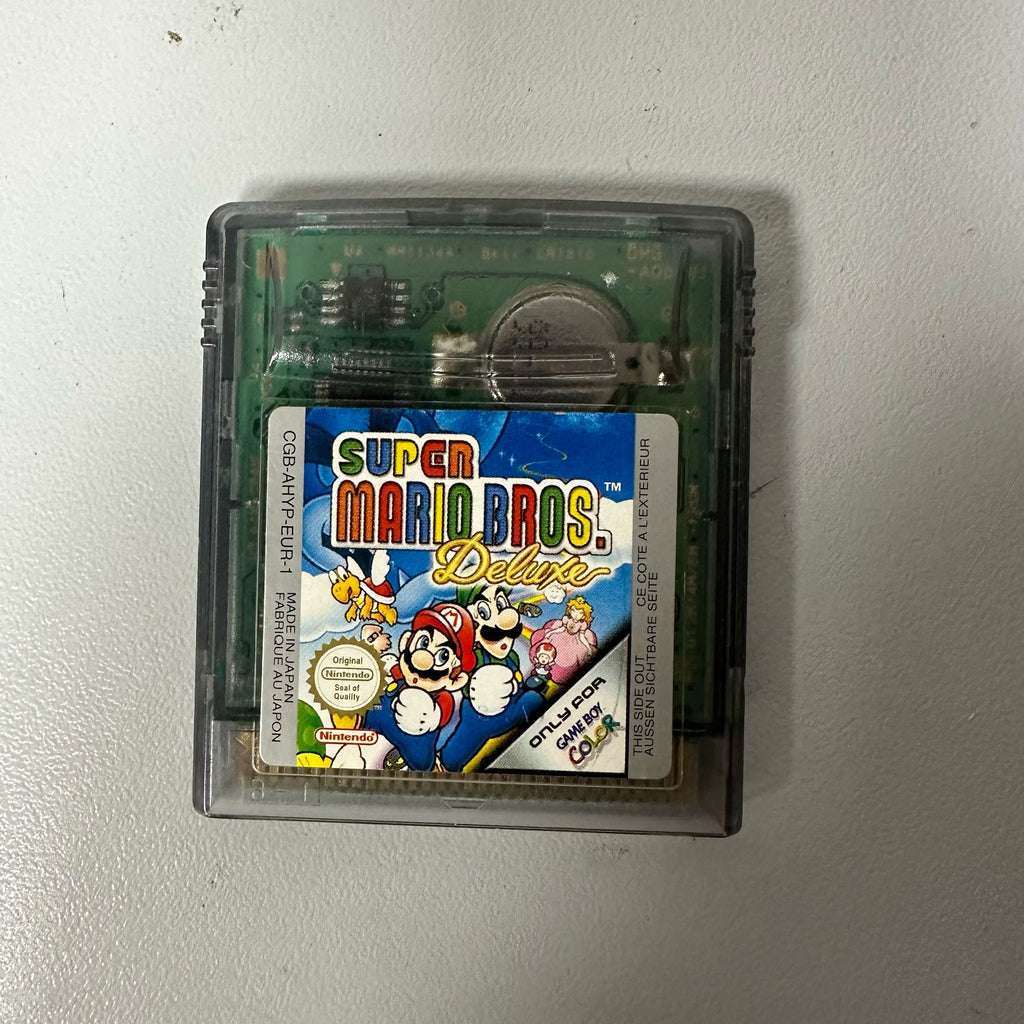 SUPER
MARIO BROS.
™
Deluxe
Original
Nintendo
Seal of
Quality
™
Nintendo
ONLY FOR
GAME BOY
COLOR
CGB-AHYP-EUR-1
MADE IN JAPAN
FABRIQUE AU JAPON
THIS SIDE OUT
CE COTE A L'EXTERIEUR
AUSSEN SICHTBARE SEITE